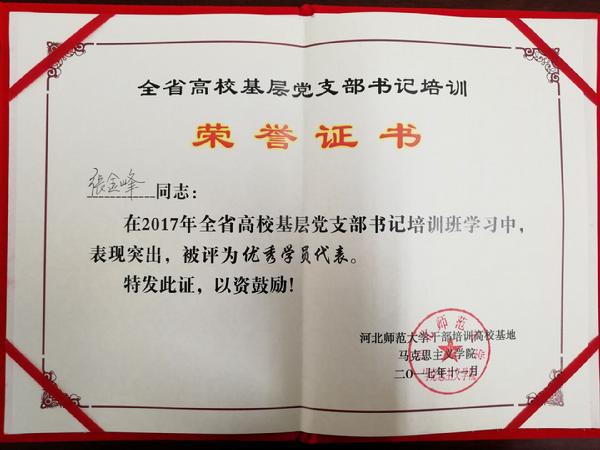 全省高校基层党支部书记培训
荣誉证书
張金峰同志：
在2017年全省高校基层党支部书记培训班学习中，
表现突出，被评为优秀学员代表。
特发此证，以资鼓励！
河北师范大学干部培训高校基地
马克思主义学院
二〇一七年十一月